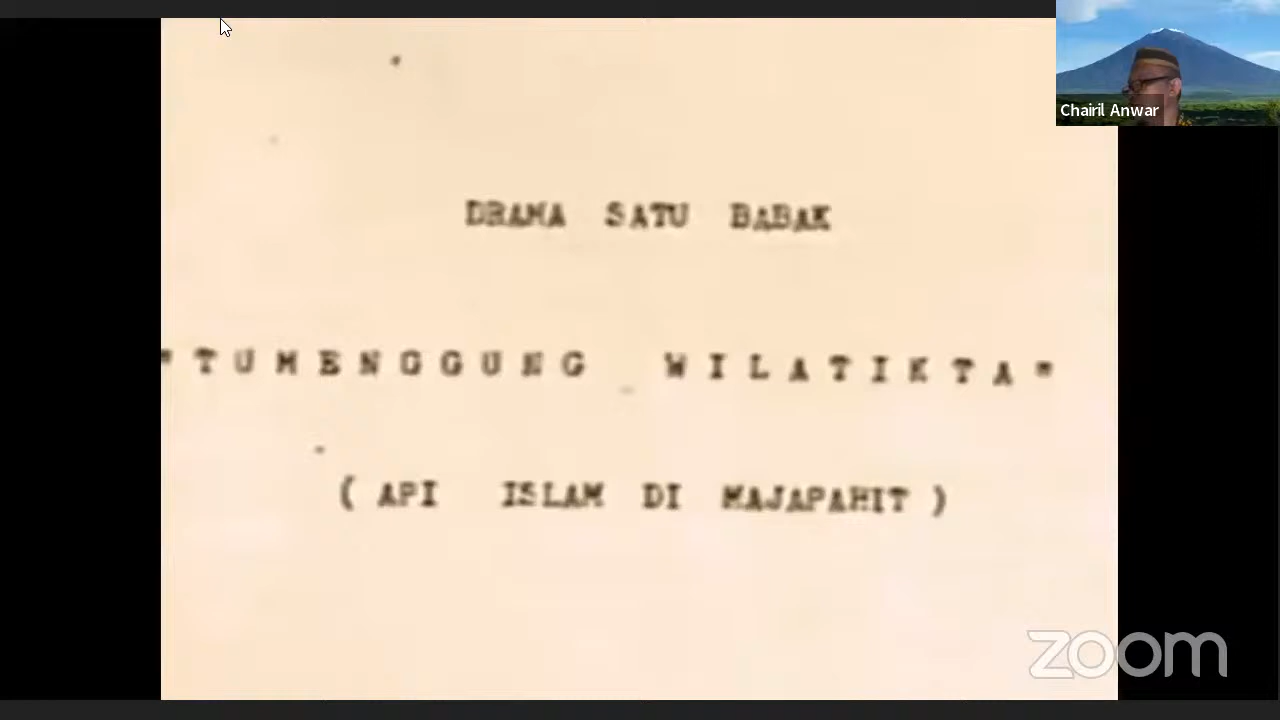 Chairil Anwar
DRAMA SATU BABAK
"TUMENGGUNG WILATIKTA"
( API ISLAM DI MAJAPAHIT )
zoom